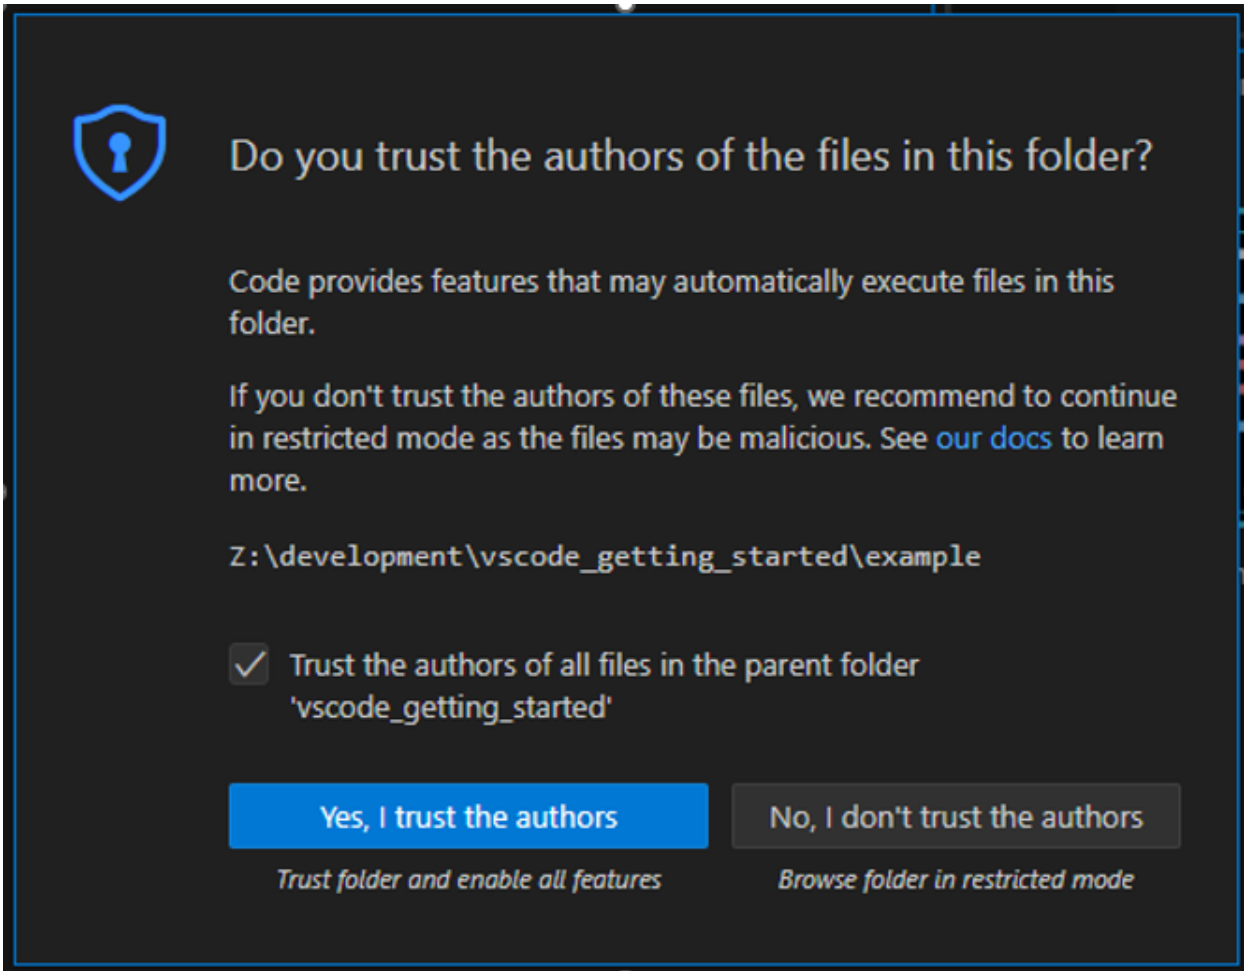 Do you trust the authors of the files in this folder?
Code provides features that may automatically execute files in this
folder.
If you don't trust the authors of these files, we recommend to continue
in restricted mode as the files may be malicious. See our docs to learn
more.
Z:\development\vscode_getting_started\example
Trust the authors of all files in the parent folder
'vscode_getting_started'
Yes, I trust the authors
No, I don't trust the authors
Trust folder and enable all features
Browse folder in restricted mode